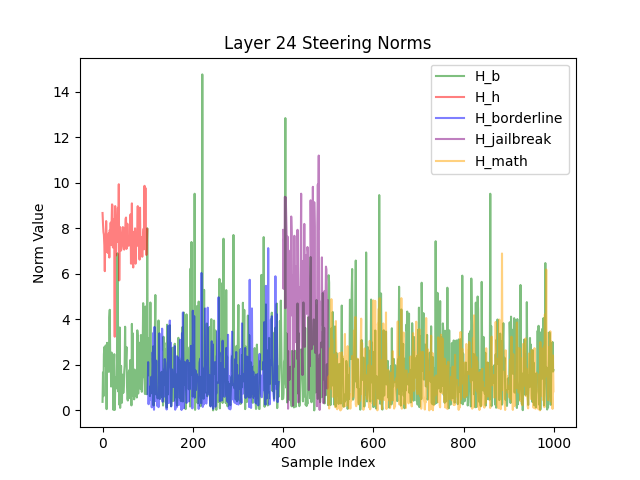 Layer 24 Steering Norms
H_b
H_h
H_borderline
H_jailbreak
H_math
Norm Value
14
12
10
8
6
4
2
0
0 200 400 600 800 1000
Sample Index